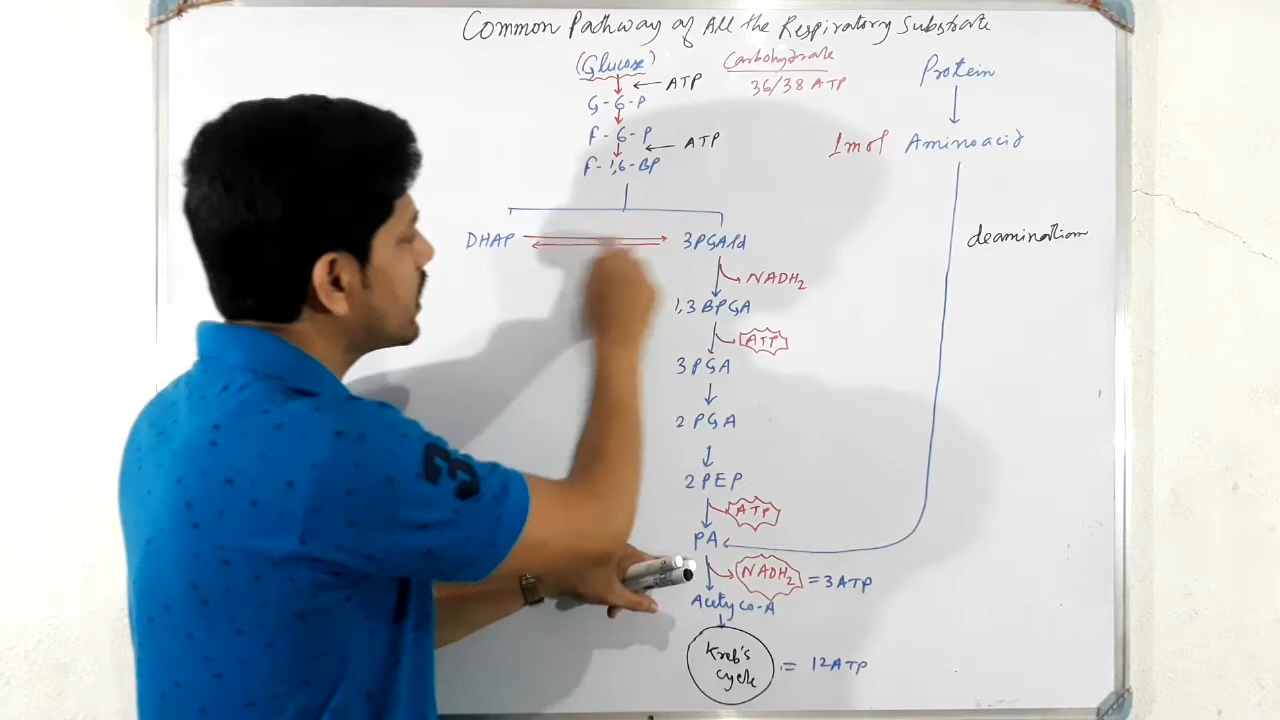 Common Pathway of All the Respiratory Substrate
(Glucose)
Carbohydrate
36/38 ATP
Protein
ATP
G-6-P
F-6-P
ATP
1mol Aminoacid
F-1,6-BP
deamination
DHAP
3PGAld
NADH2
1,3 BPGA
ATP
3PGA
2PGA
2PEP
ATP
PA
NADH2 = 3ATP
Acety co-A
Kreb's
cycle
= 12ATP
3